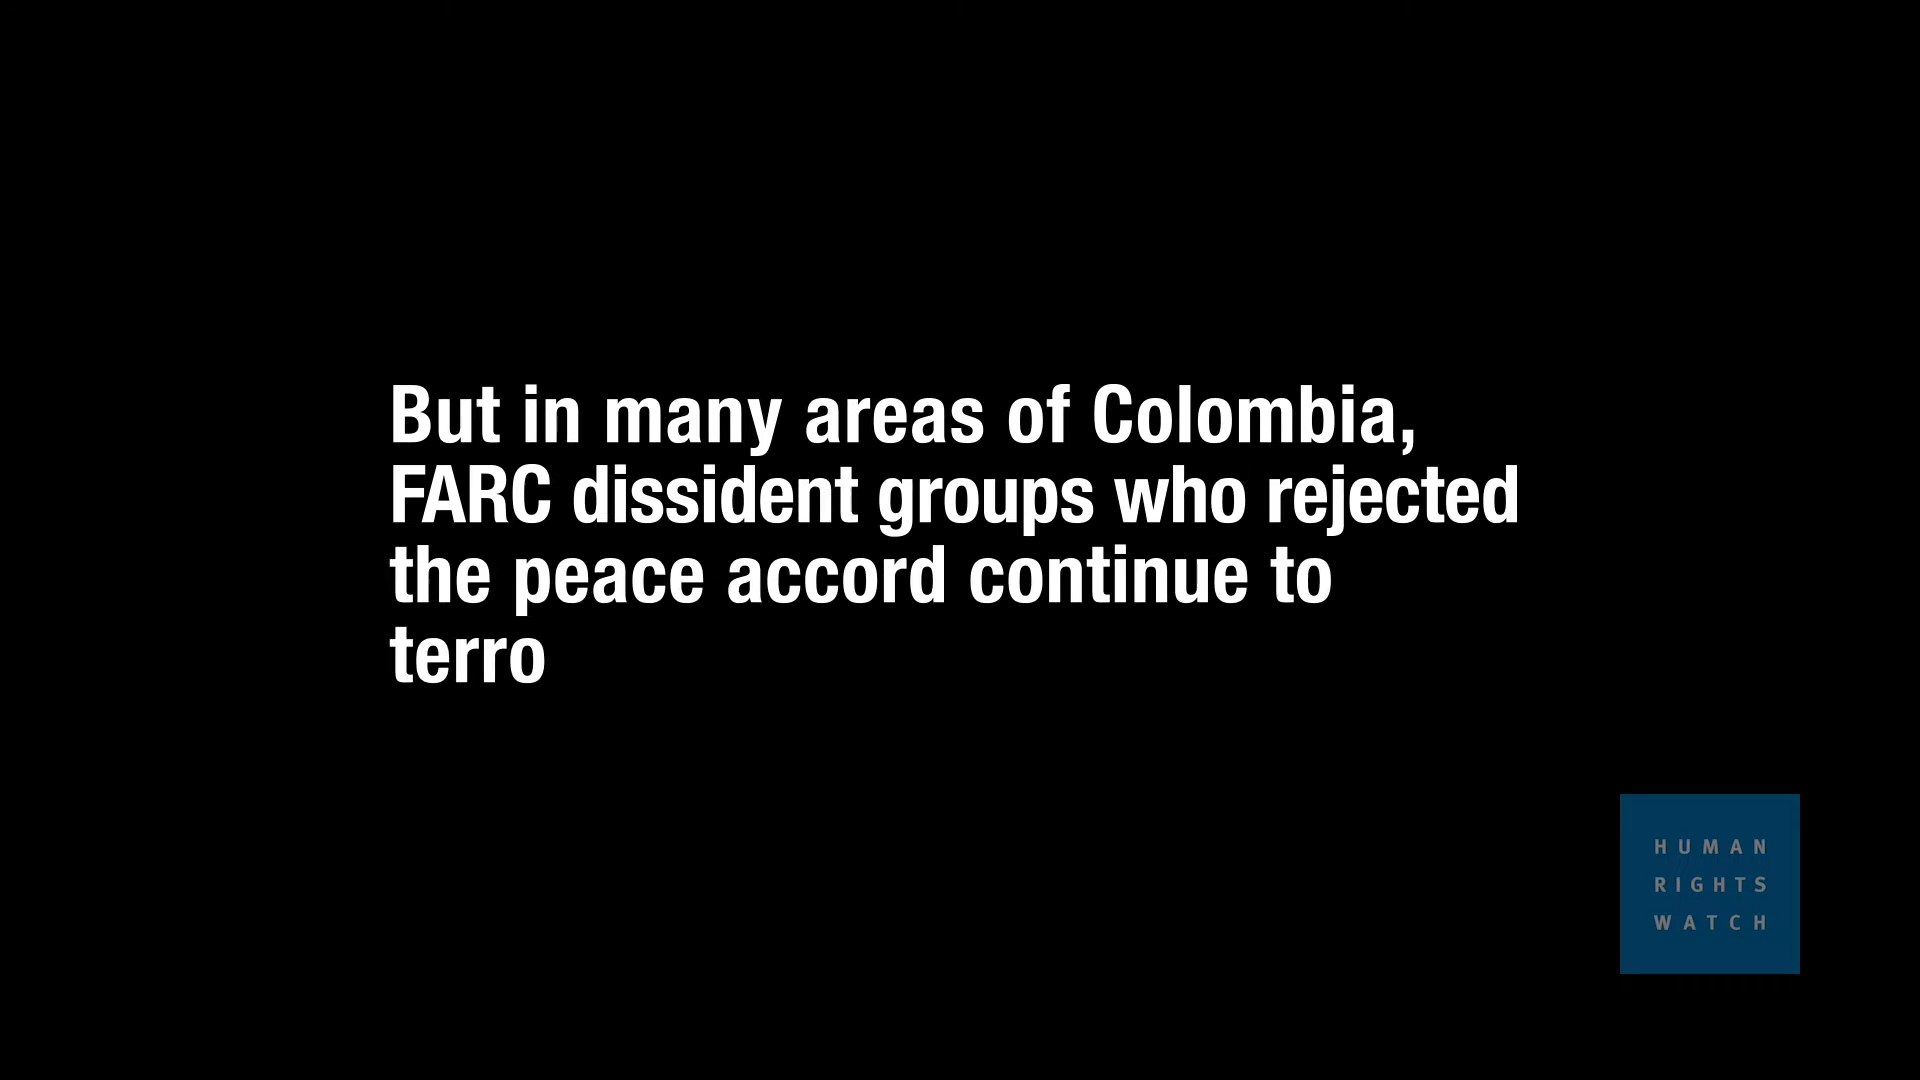 But in many areas of Colombia,
FARC dissident groups who rejected
the peace accord continue to
terro
HUMAN
RIGHTS
WATCH